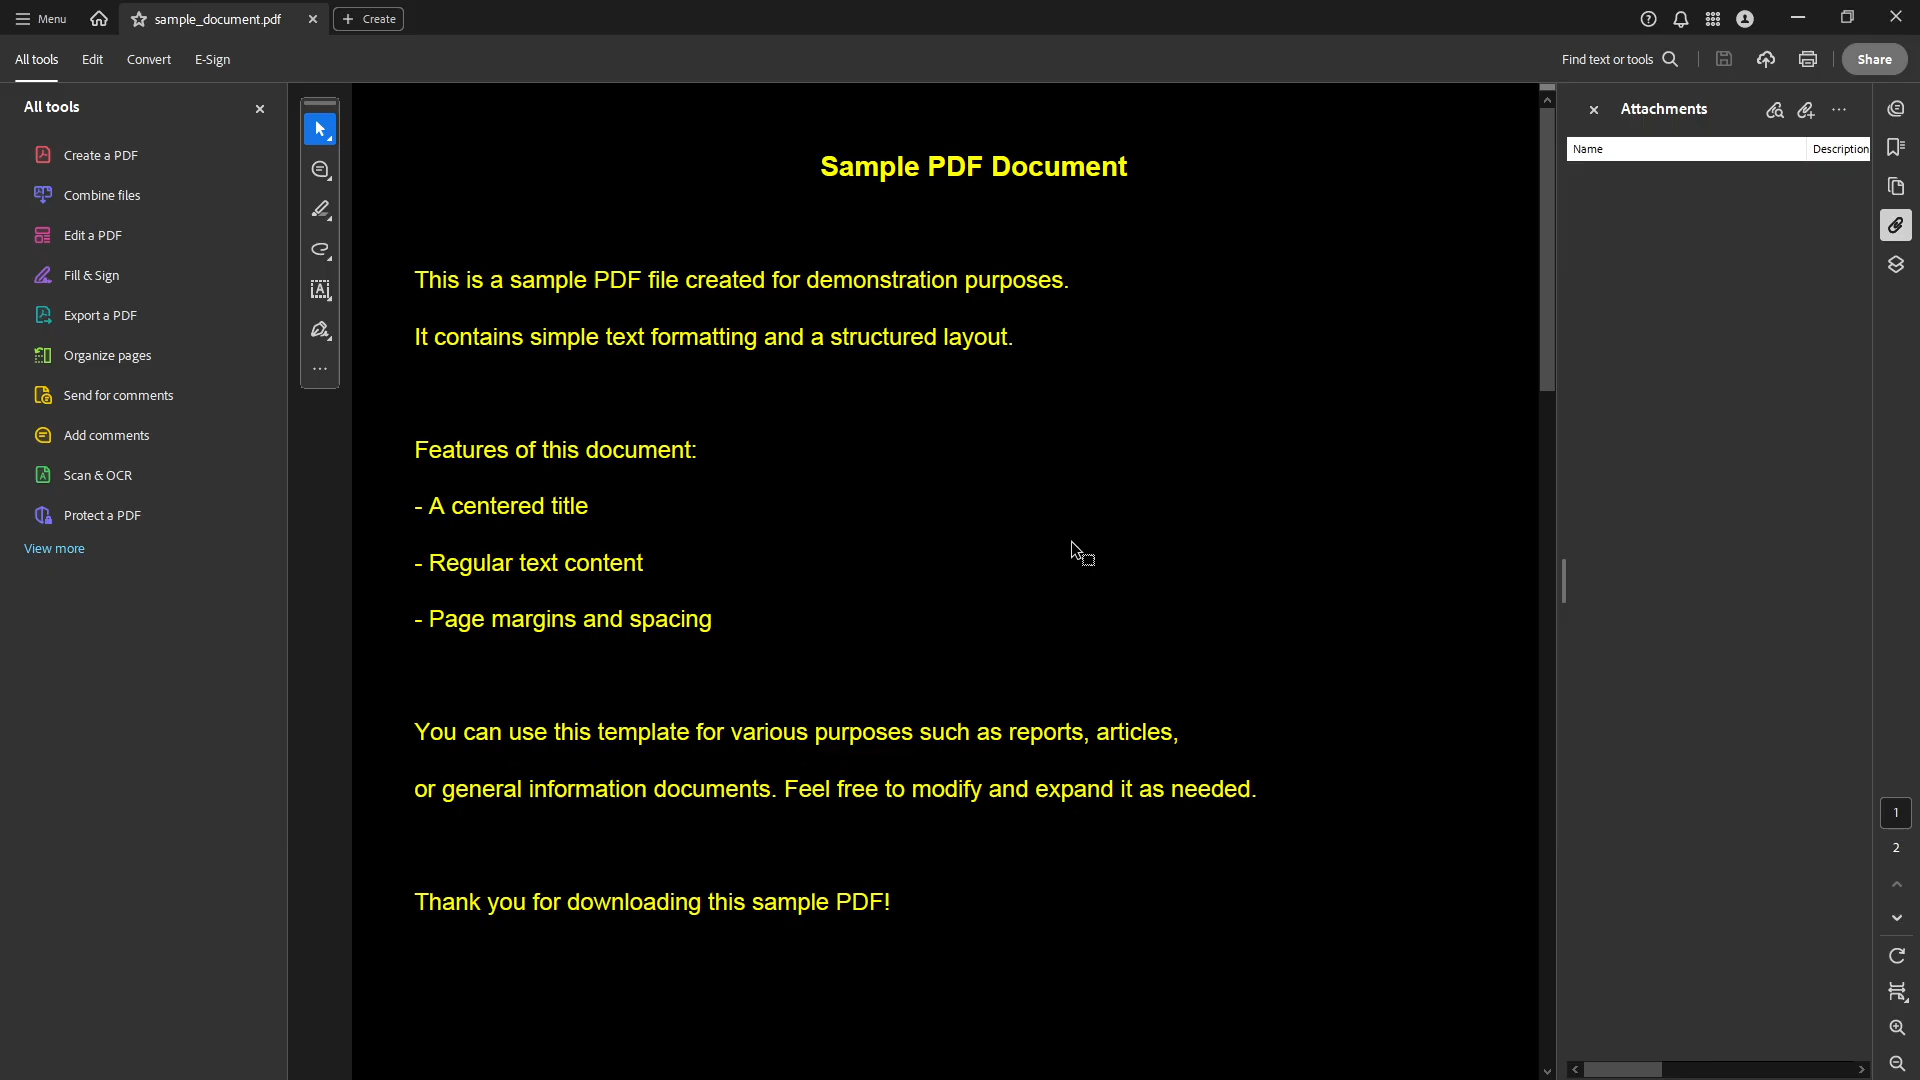 Menu
sample_document.pdf
Create
All tools
Edit
Convert
E-Sign
Find text or tools
Share
All tools
Create a PDF
Combine files
Edit a PDF
Fill & Sign
Export a PDF
Organize pages
Send for comments
Add comments
Scan & OCR
Protect a PDF
View more
Sample PDF Document
This is a sample PDF file created for demonstration purposes.
It contains simple text formatting and a structured layout.
Features of this document:
- A centered title
- Regular text content
- Page margins and spacing
You can use this template for various purposes such as reports, articles,
or general information documents. Feel free to modify and expand it as needed.
Thank you for downloading this sample PDF!
Attachments
Name
Description
1
2